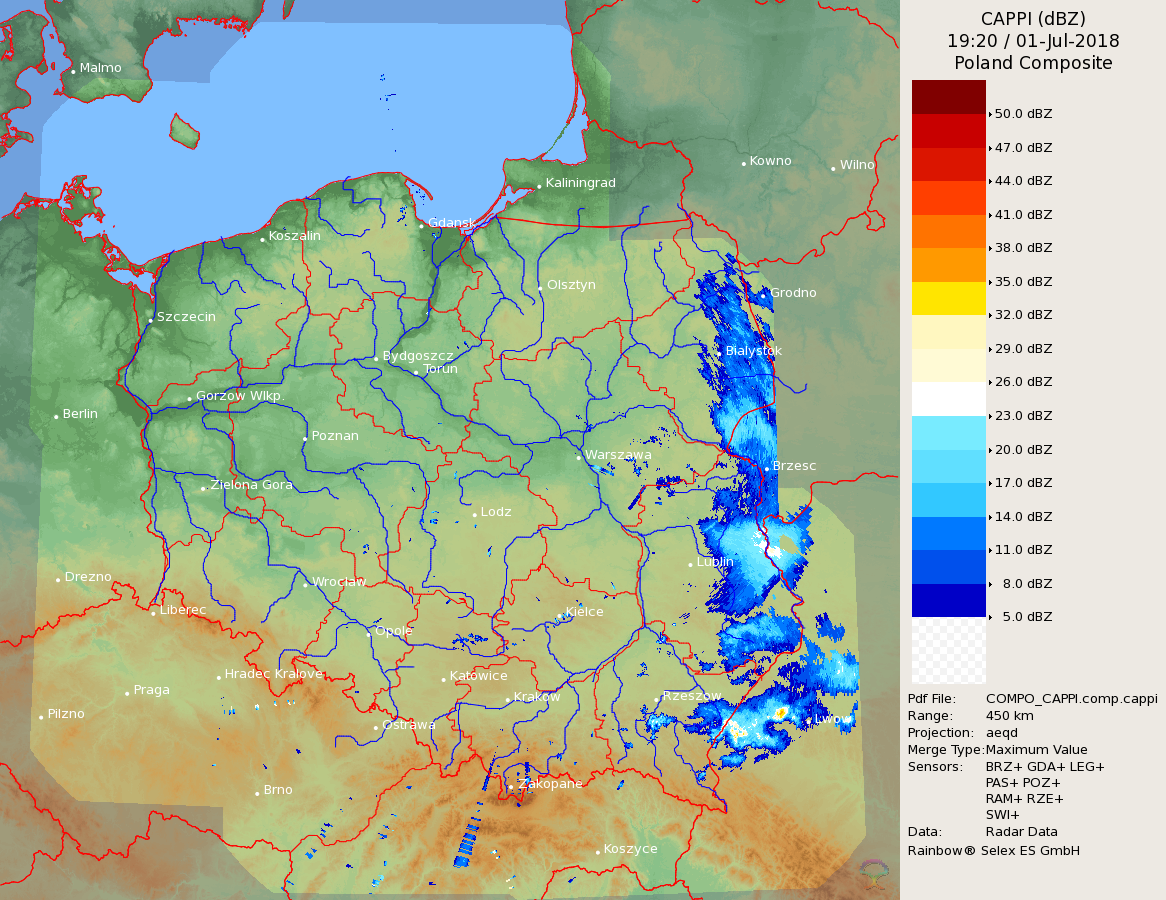 CAPPI (dBZ)
19:20 / 01-Jul-2018
Poland Composite
50.0 dBZ
47.0 dBZ
44.0 dBZ
41.0 dBZ
38.0 dBZ
35.0 dBZ
32.0 dBZ
29.0 dBZ
26.0 dBZ
23.0 dBZ
20.0 dBZ
17.0 dBZ
14.0 dBZ
11.0 dBZ
8.0 dBZ
5.0 dBZ
Pdf File: COMPO_CAPPI.comp.cappi
Range: 450 km
Projection: aeqd
Merge Type: Maximum Value
Sensors: BRZ+ GDA+ LEG+
PAS+ POZ+
RAM+ RZE+
SWI+
Data: Radar Data
Rainbow® Selex ES GmbH
Malmo
Kowno
Wilno
Kaliningrad
Gdansk
Koszalin
Olsztyn
Grodno
Szczecin
Bialystok
Bydgoszcz
Torun
Gorzow Wlkp.
Berlin
Poznan
Warszawa
Brzesc
Zielona Gora
Lodz
Lublin
Drezno
Wroclaw
Liberec
Kielce
Opole
Hradec Kralove
Katowice
Praga
Krakow
Rzeszow
Pilzno
Lwow
Ostrawa
Zakopane
Brno
Koszyce